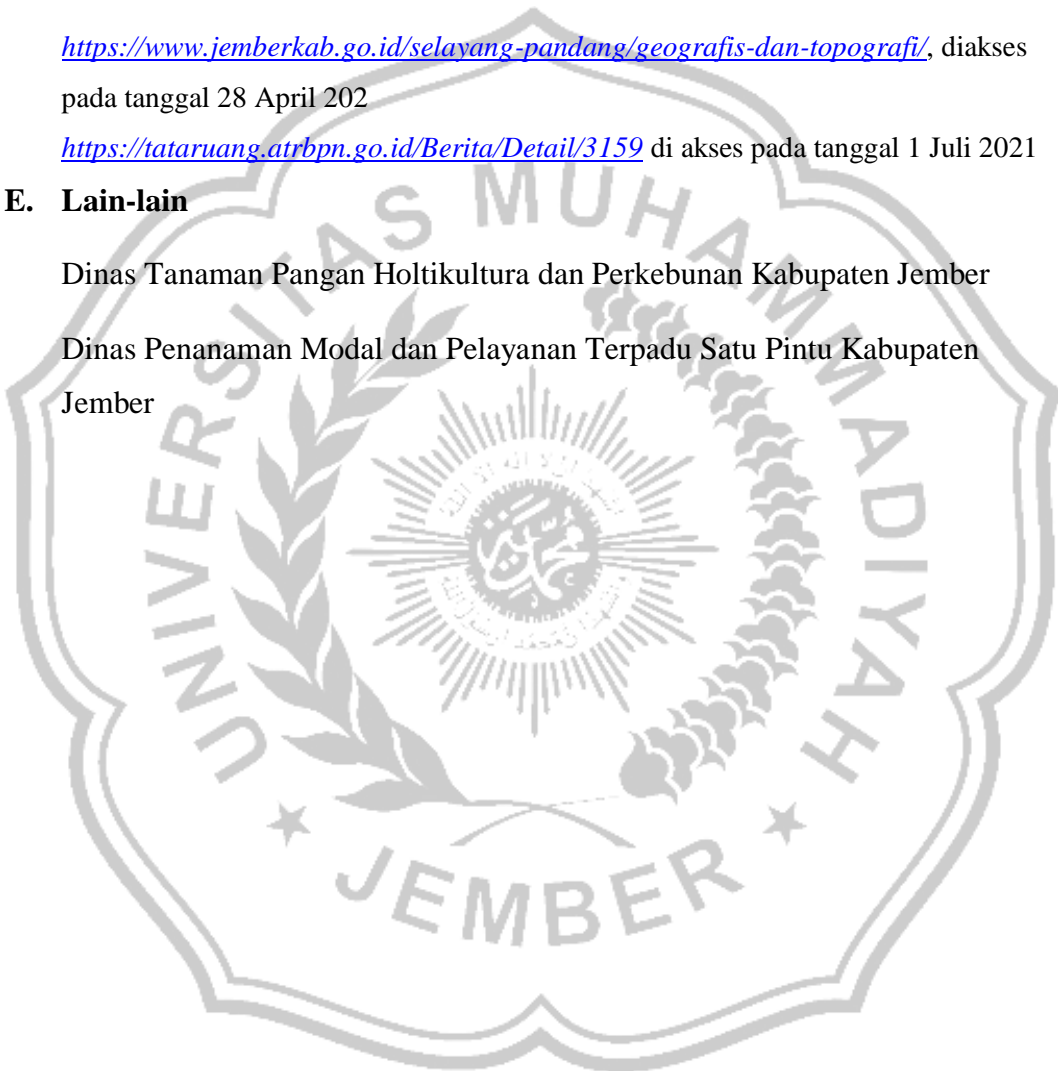 https://www.jemberkab.go.id/selayang-pandang/geografis-dan-topografi/, diakses
pada tanggal 28 April 202
https://tataruang.atrbpn.go.id/Berita/Detail/3159 di akses pada tanggal 1 Juli 2021
E. Lain-lain
Dinas Tanaman Pangan Holtikultura dan Perkebunan Kabupaten Jember
Dinas Penanaman Modal dan Pelayanan Terpadu Satu Pintu Kabupaten
Jember
UNIVERSITAS MUHAMMADIYAH
JEMBER